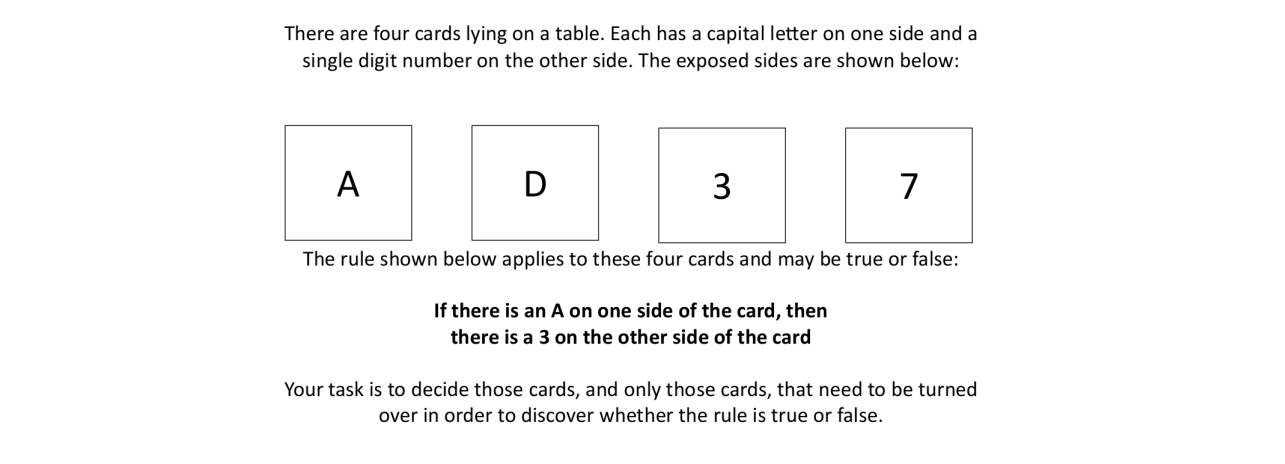 There are four cards lying on a table. Each has a capital letter on one side and a
single digit number on the other side. The exposed sides are shown below:
A D 3 7
The rule shown below applies to these four cards and may be true or false:
If there is an A on one side of the card, then
there is a 3 on the other side of the card
Your task is to decide those cards, and only those cards, that need to be turned
over in order to discover whether the rule is true or false.